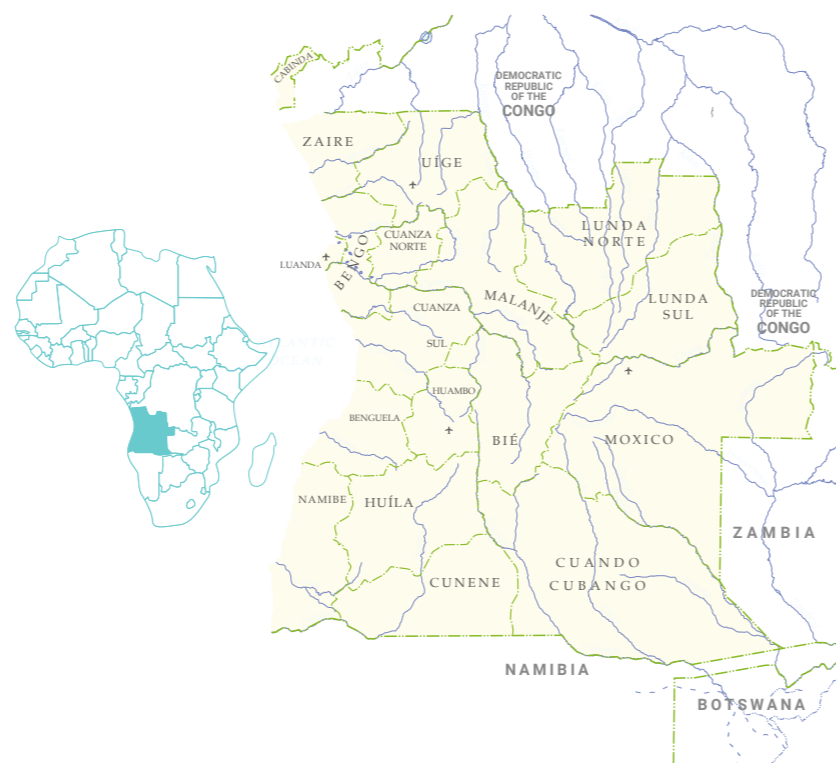 CABINDA
DEMOCRATIC
REPUBLIC
OF THE
CONGO
ZAIRE
UÍGE
CUANZA
NORTE
LUNDA
NORTE
BENGO
LUANDA
MALANJE
LUNDA
SUL
DEMOCRATIC
REPUBLIC
OF THE
CONGO
CUANZA
SUL
HUAMBO
BENGUELA
BIÉ
MOXICO
NAMIBE
HUÍLA
ZAMBIA
CUANDO
CUBANGO
CUNENE
NAMIBIA
BOTSWANA